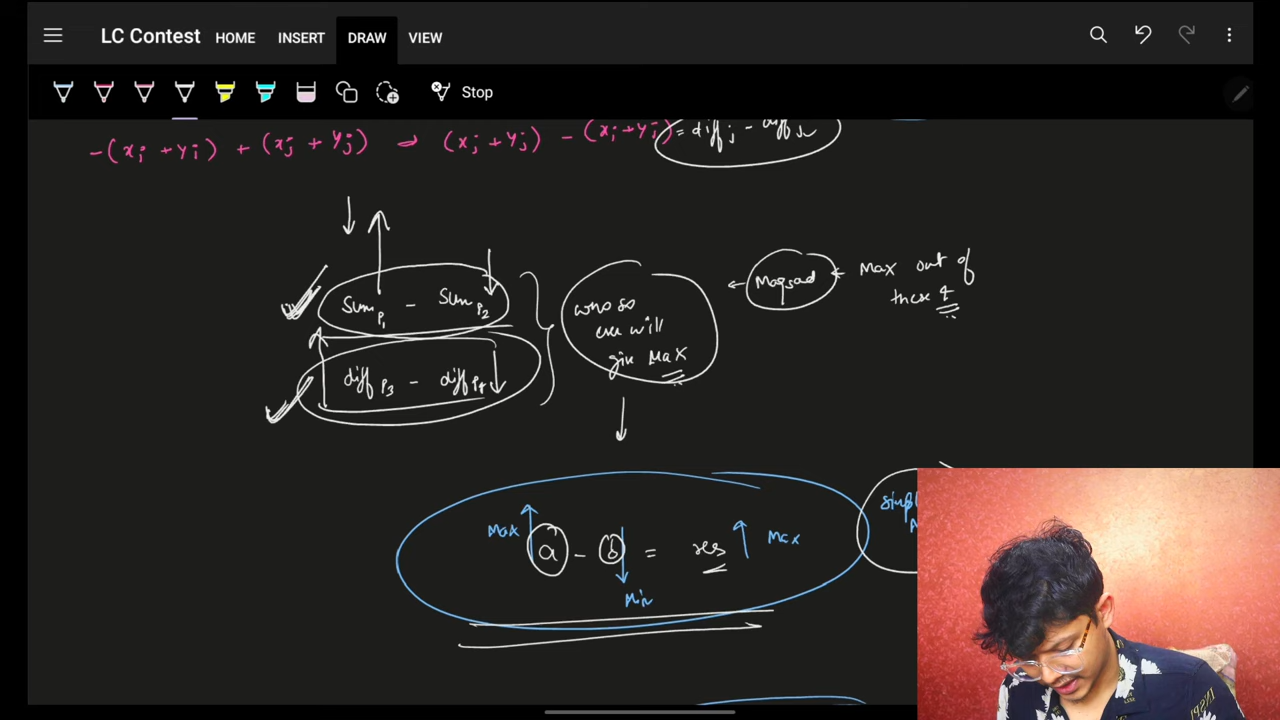 LC Contest HOME INSERT DRAW VIEW
Stop
-(xi + yi) + (xj + yj) → (xj + yj) - (xi + yi) = diffj - diffi
Sum P1 - Sum P2
diff P3 - diff P4
who so
ever will
give Max
Maqsad
Max out of
these 4
Max a - b = res Max
Min